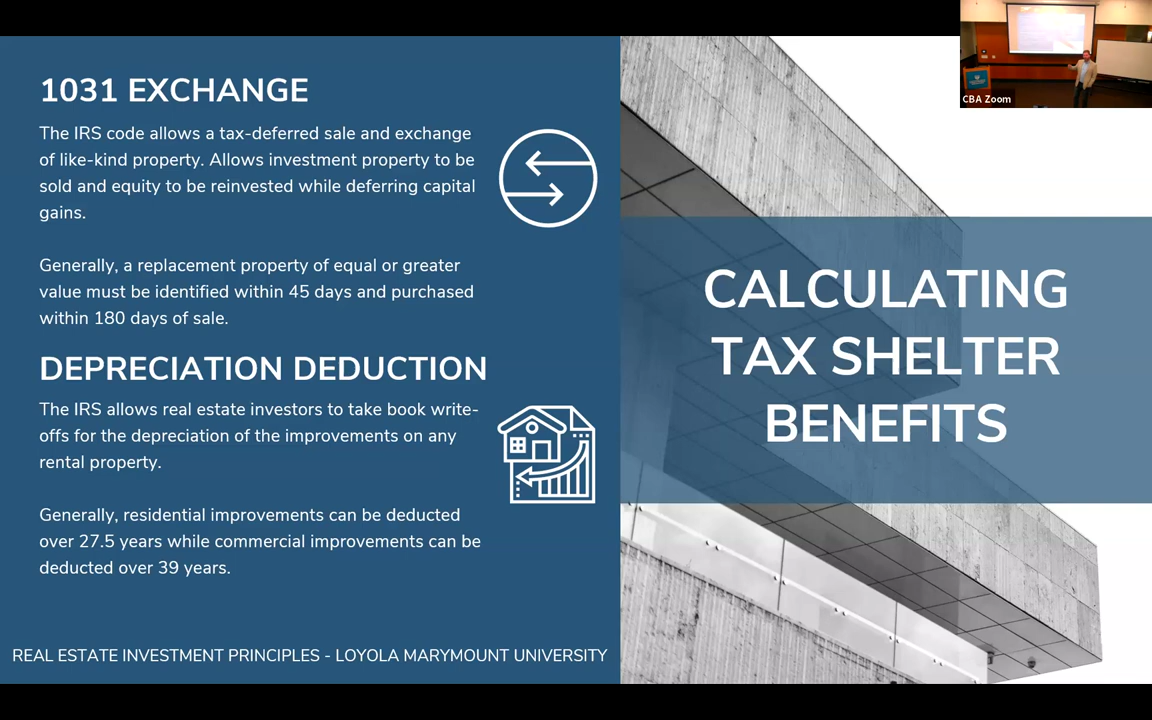 1031 EXCHANGE
The IRS code allows a tax-deferred sale and exchange
of like-kind property. Allows investment property to be
sold and equity to be reinvested while deferring capital
gains.
Generally, a replacement property of equal or greater
value must be identified within 45 days and purchased
within 180 days of sale.
DEPRECIATION DEDUCTION
The IRS allows real estate investors to take book write-
offs for the depreciation of the improvements on any
rental property.
Generally, residential improvements can be deducted
over 27.5 years while commercial improvements can be
deducted over 39 years.
REAL ESTATE INVESTMENT PRINCIPLES - LOYOLA MARYMOUNT UNIVERSITY
CALCULATING
TAX SHELTER
BENEFITS
CBA Zoom